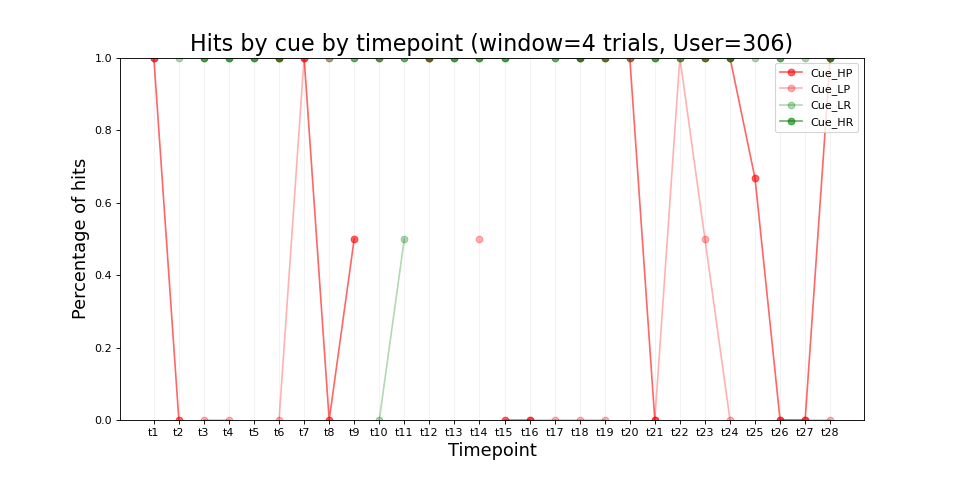 Hits by cue by timepoint (window=4 trials, User=306)
1.0
0.8
0.6
0.4
0.2
0.0
Percentage of hits
Cue_HP
Cue_LP
Cue_LR
Cue_HR
t1 t2 t3 t4 t5 t6 t7 t8 t9 t10 t11 t12 t13 t14 t15 t16 t17 t18 t19 t20 t21 t22 t23 t24 t25 t26 t27 t28
Timepoint